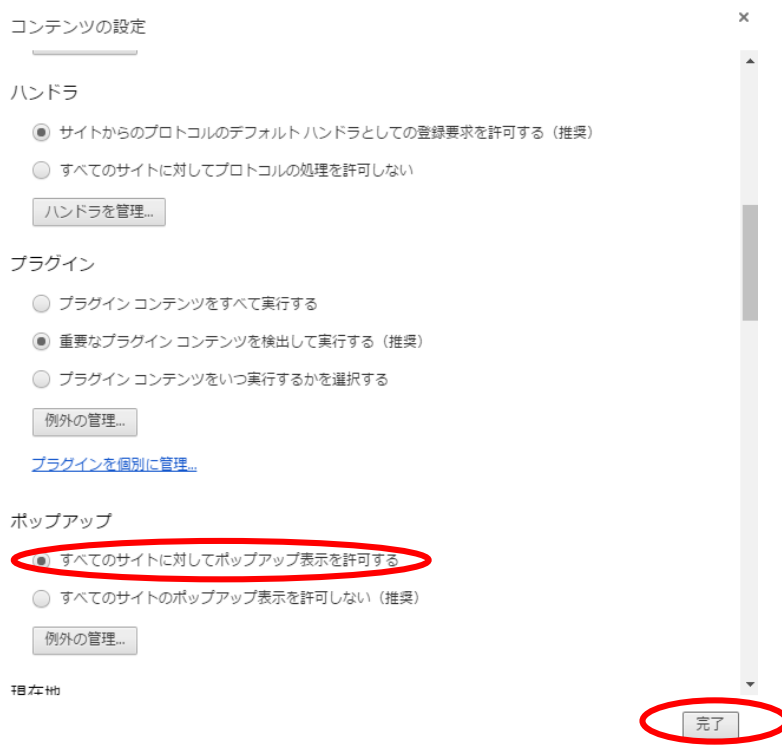 コンテンツの設定
×
ハンドラ
サイトからのプロトコルのデフォルト ハンドラとしての登録要求を許可する（推奨）
すべてのサイトに対してプロトコルの処理を許可しない
ハンドラを管理...
プラグイン
プラグイン コンテンツをすべて実行する
重要なプラグイン コンテンツを検出して実行する（推奨）
プラグイン コンテンツをいつ実行するかを選択する
例外の管理...
プラグインを個別に管理...
ポップアップ
すべてのサイトに対してポップアップ表示を許可する
すべてのサイトのポップアップ表示を許可しない（推奨）
例外の管理...
現在地
完了